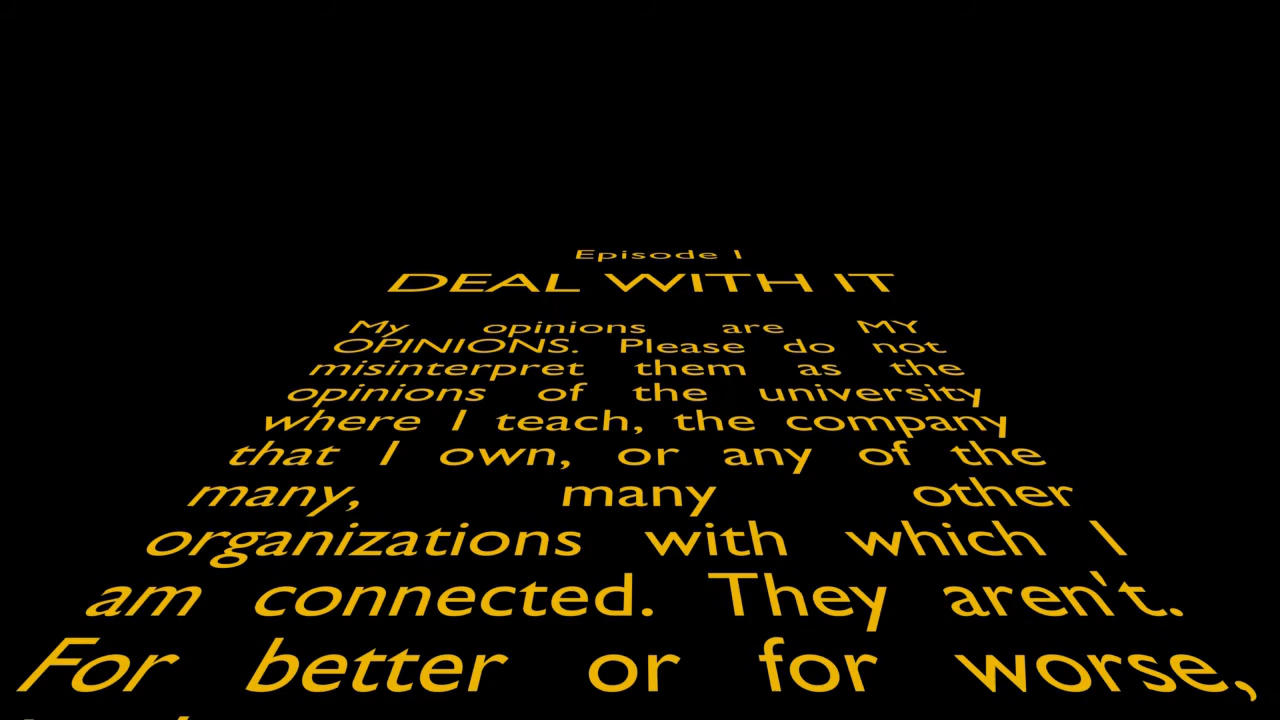 Episode I
DEAL WITH IT
My opinions are MY
OPINIONS. Please do not
misinterpret them as the
opinions of the university
where I teach, the company
that I own, or any of the
many, many other
organizations with which I
am connected. They aren't.
For better or for worse,